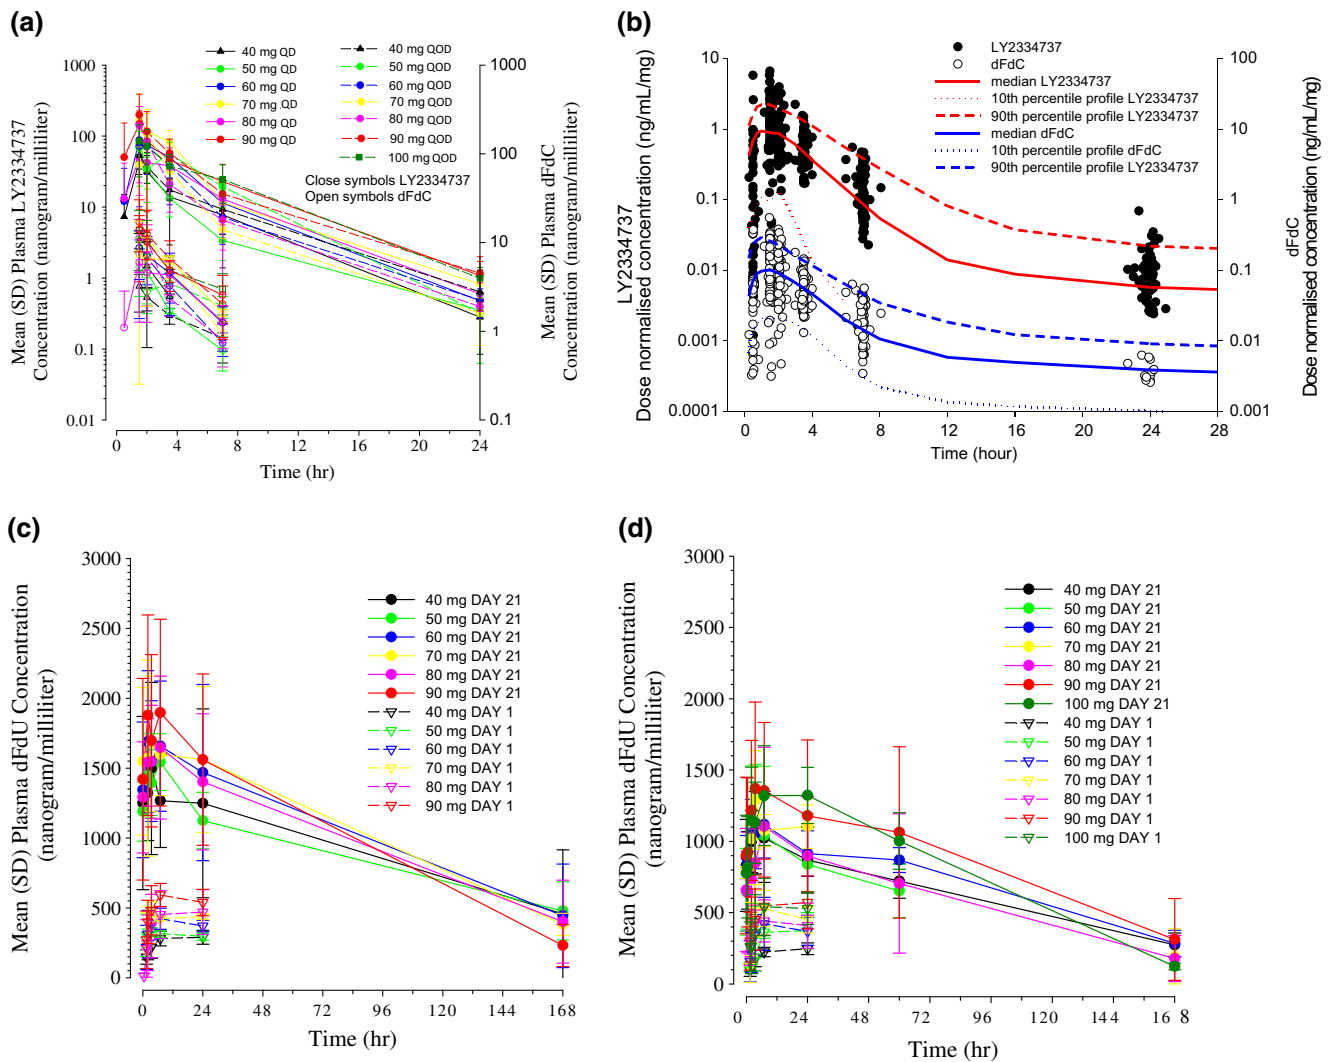 (a)
40 mg QD
50 mg QD
60 mg QD
70 mg QD
80 mg QD
90 mg QD
40 mg QOD
50 mg QOD
60 mg QOD
70 mg QOD
80 mg QOD
90 mg QOD
100 mg QOD
Close symbols LY2334737
Open symbols dFdC
Mean (SD) Plasma LY2334737
Concentration (nanogram/milliliter)
1000
100
10
1
0.1
0.01
Mean (SD) Plasma dFdC
Concentration (nanogram/milliliter)
1000
100
10
1
0.1
0 4 8 12 16 20 24
Time (hr)
(b)
LY2334737
dFdC
median LY2334737
10th percentile profile LY2334737
90th percentile profile LY2334737
median dFdC
10th percentile profile dFdC
90th percentile profile LY2334737
LY2334737
Dose normalised concentration (ng/mL/mg)
10
1
0.1
0.01
0.001
0.0001
dFdC
Dose normalised concentration (ng/mL/mg)
100
10
1
0.1
0.01
0.001
0 4 8 12 16 20 24 28
Time (hour)
(c)
Mean (SD) Plasma dFdU Concentration
(nanogram/milliliter)
3000
2500
2000
1500
1000
500
0
40 mg DAY 21
50 mg DAY 21
60 mg DAY 21
70 mg DAY 21
80 mg DAY 21
90 mg DAY 21
40 mg DAY 1
50 mg DAY 1
60 mg DAY 1
70 mg DAY 1
80 mg DAY 1
90 mg DAY 1
0 24 48 72 96 120 144 168
Time (hr)
(d)
Mean (SD) Plasma dFdU Concentration
(nanogram/milliliter)
3000
2500
2000
1500
1000
500
0
40 mg DAY 21
50 mg DAY 21
60 mg DAY 21
70 mg DAY 21
80 mg DAY 21
90 mg DAY 21
100 mg DAY 21
40 mg DAY 1
50 mg DAY 1
60 mg DAY 1
70 mg DAY 1
80 mg DAY 1
90 mg DAY 1
100 mg DAY 1
0 24 48 72 96 120 144 16 8
Time (hr)